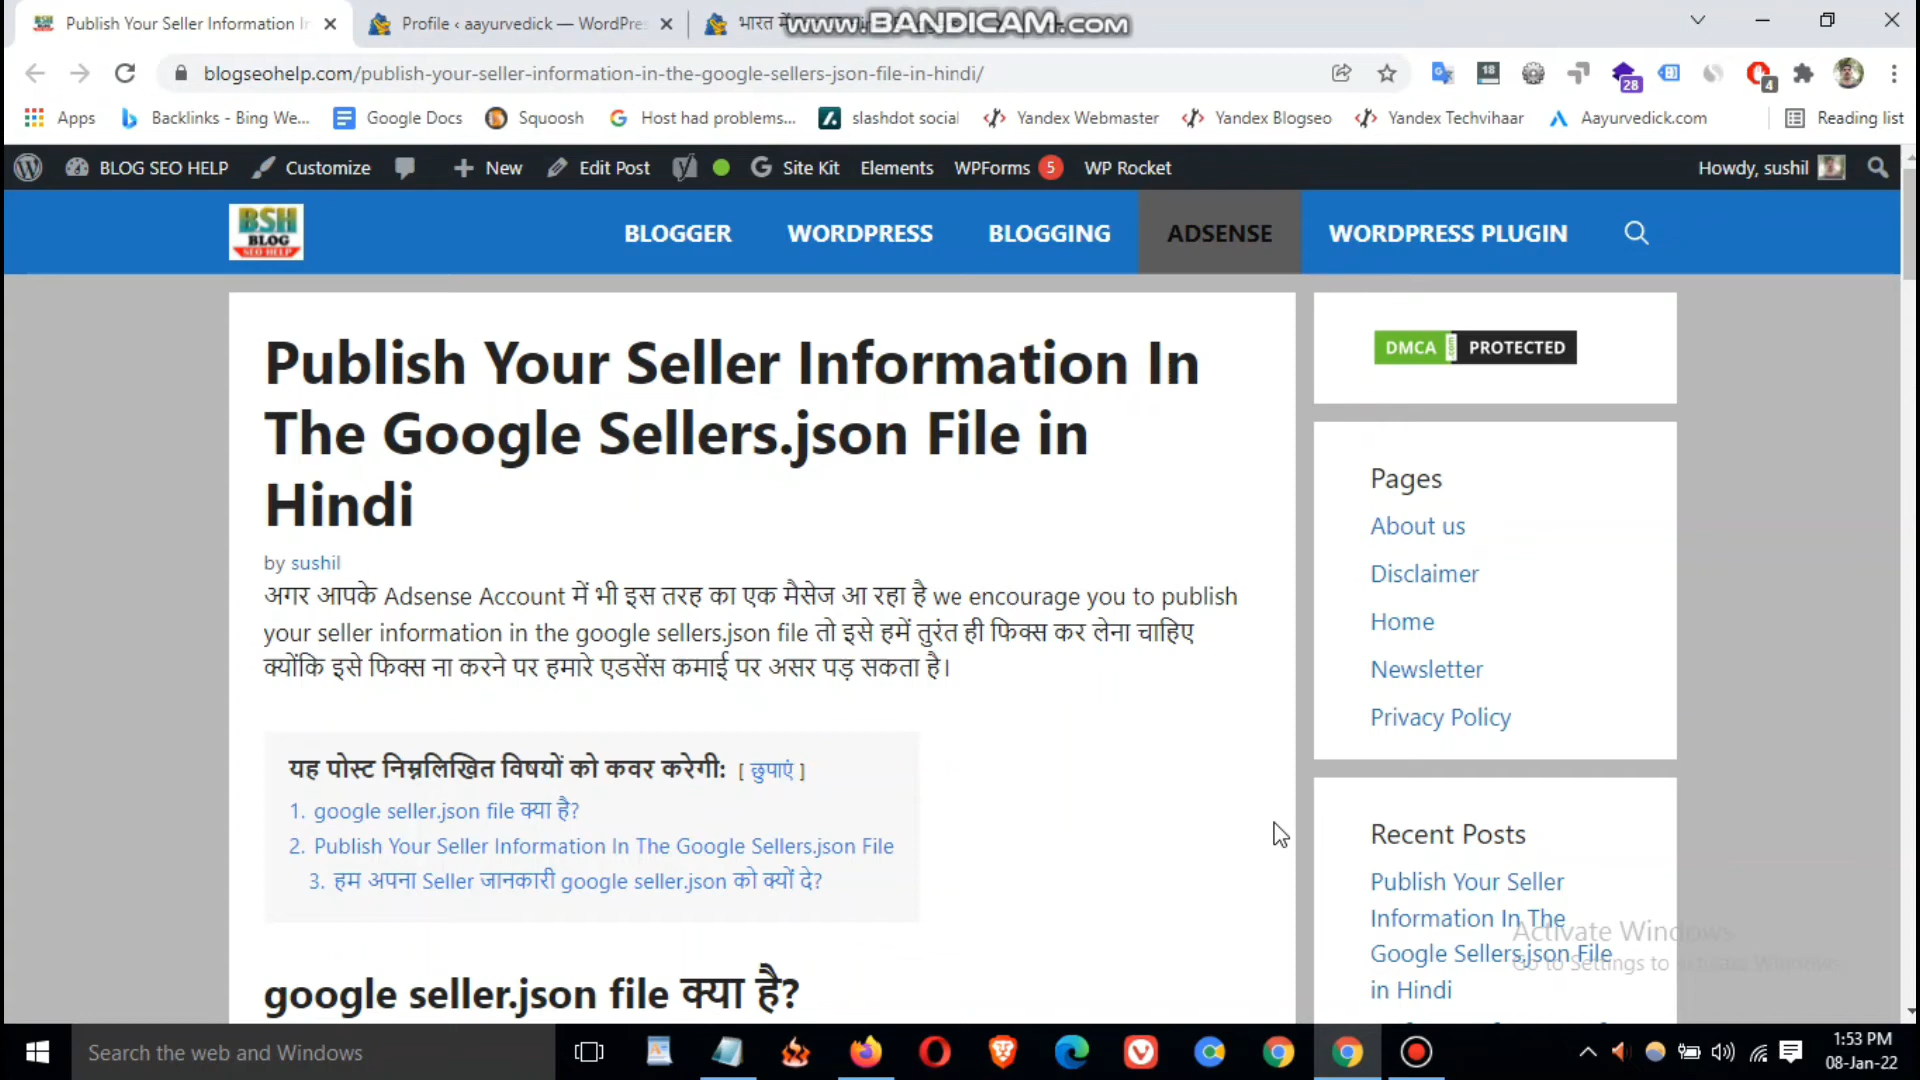 Publish Your Seller Information In
Profile ‹ aayurvedick — WordPre
भारत में
www.BANDICAM.com
blogseohelp.com/publish-your-seller-information-in-the-google-sellers-json-file-in-hindi/
18
28
4
Apps
Backlinks - Bing We...
Google Docs
Squoosh
Host had problems...
slashdot social
Yandex Webmaster
Yandex Blogseo
Yandex Techvihaar
Aayurvedick.com
Reading list
BLOG SEO HELP
Customize
New
Edit Post
Site Kit
Elements
WPForms 5
WP Rocket
Howdy, sushil
BSH
BLOG
SEO HELP
BLOGGER
WORDPRESS
BLOGGING
ADSENSE
WORDPRESS PLUGIN
Publish Your Seller Information In
The Google Sellers.json File in
Hindi
by sushil
अगर आपके Adsense Account में भी इस तरह का एक मैसेज आ रहा है we encourage you to publish
your seller information in the google sellers.json file तो इसे हमें तुरंत ही फिक्स कर लेना चाहिए
क्योंकि इसे फिक्स ना करने पर हमारे एडसेंस कमाई पर असर पड़ सकता है।
यह पोस्ट निम्नलिखित विषयों को कवर करेगी: [ छुपाएं ]
1. google seller.json file क्या है?
2. Publish Your Seller Information In The Google Sellers.json File
3. हम अपना Seller जानकारी google seller.json को क्यों दे?
google seller.json file क्या है?
DMCA .com PROTECTED
Pages
About us
Disclaimer
Home
Newsletter
Privacy Policy
Recent Posts
Publish Your Seller
Information In The
Google Sellers.json File
in Hindi
Activate Windows
Go to Settings to activate Windows.
Search the web and Windows
1:53 PM
08-Jan-22